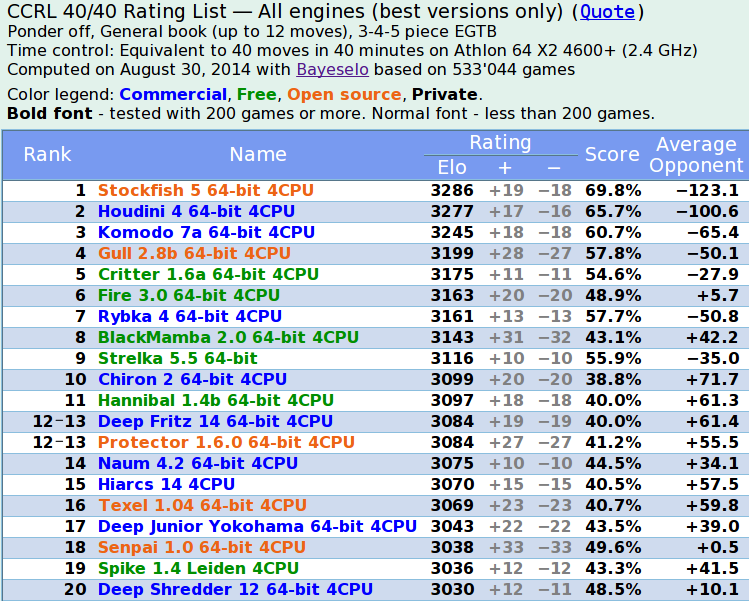 CCRL 40/40 Rating List — All engines (best versions only) (Quote)
Ponder off, General book (up to 12 moves), 3-4-5 piece EGTB
Time control: Equivalent to 40 moves in 40 minutes on Athlon 64 X2 4600+ (2.4 GHz)
Computed on August 30, 2014 with Bayeselo based on 533'044 games
Color legend: Commercial, Free, Open source, Private.
Bold font - tested with 200 games or more. Normal font - less than 200 games.
Rank Name Rating Score Average Opponent
Elo + −
1 Stockfish 5 64-bit 4CPU 3286 +19 −18 69.8% −123.1
2 Houdini 4 64-bit 4CPU 3277 +17 −16 65.7% −100.6
3 Komodo 7a 64-bit 4CPU 3245 +18 −18 60.7% −65.4
4 Gull 2.8b 64-bit 4CPU 3199 +28 −27 57.8% −50.1
5 Critter 1.6a 64-bit 4CPU 3175 +11 −11 54.6% −27.9
6 Fire 3.0 64-bit 4CPU 3163 +20 −20 48.9% +5.7
7 Rybka 4 64-bit 4CPU 3161 +13 −13 57.7% −50.8
8 BlackMamba 2.0 64-bit 4CPU 3143 +31 −32 43.1% +42.2
9 Strelka 5.5 64-bit 3116 +10 −10 55.9% −35.0
10 Chiron 2 64-bit 4CPU 3099 +20 −20 38.8% +71.7
11 Hannibal 1.4b 64-bit 4CPU 3097 +18 −18 40.0% +61.3
12–13 Deep Fritz 14 64-bit 4CPU 3084 +19 −19 40.0% +61.4
12–13 Protector 1.6.0 64-bit 4CPU 3084 +27 −27 41.2% +55.5
14 Naum 4.2 64-bit 4CPU 3075 +10 −10 44.5% +34.1
15 Hiarcs 14 4CPU 3070 +15 −15 40.5% +57.5
16 Texel 1.04 64-bit 4CPU 3069 +23 −23 40.7% +59.8
17 Deep Junior Yokohama 64-bit 4CPU 3043 +22 −22 43.5% +39.0
18 Senpai 1.0 64-bit 4CPU 3038 +33 −33 49.6% +0.5
19 Spike 1.4 Leiden 4CPU 3036 +12 −12 43.3% +41.5
20 Deep Shredder 12 64-bit 4CPU 3030 +12 −11 48.5% +10.1